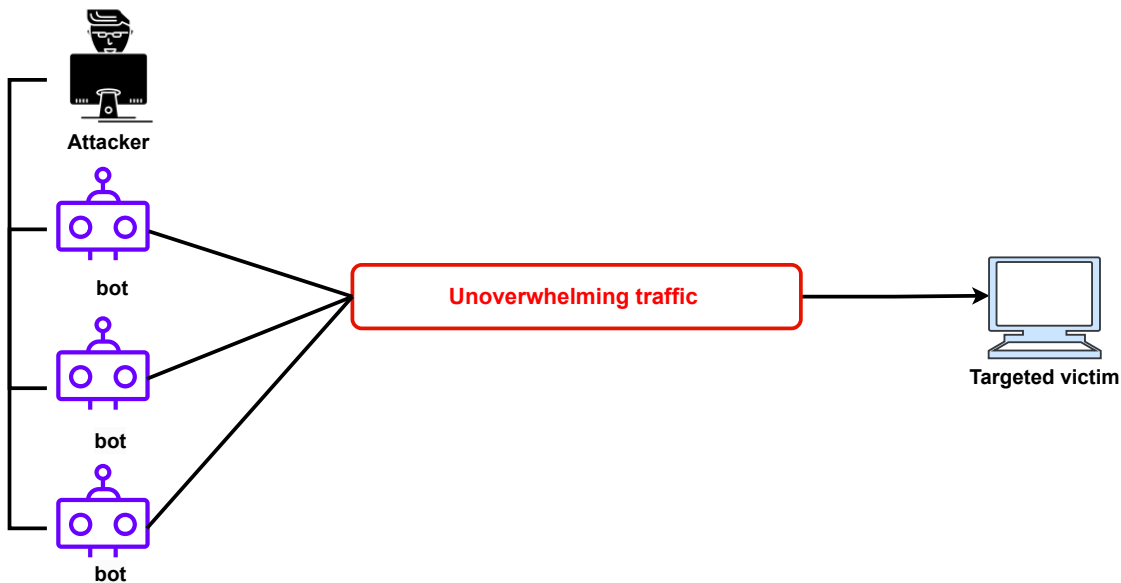 Attacker
bot
Unoverwhelming traffic
Targeted victim
bot
bot